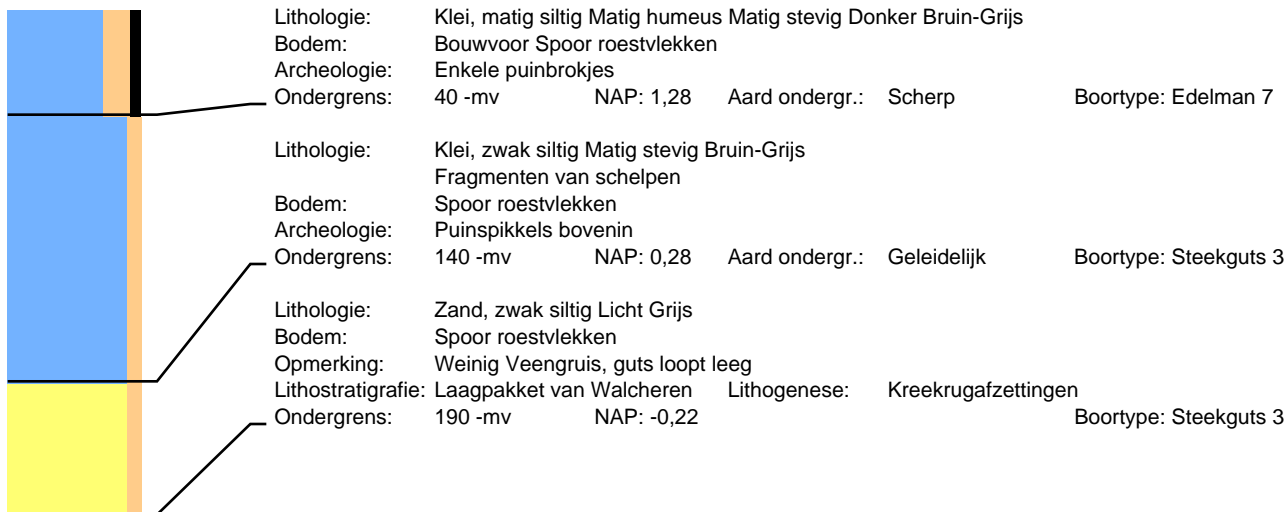 Lithologie: Klei, matig siltig Matig humeus Matig stevig Donker Bruin-Grijs
Bodem: Bouwvoor Spoor roestvlekken
Archeologie: Enkele puinbrokjes
Ondergrens: 40 -mv NAP: 1,28 Aard ondergr.: Scherp Boortype: Edelman 7
Lithologie: Klei, zwak siltig Matig stevig Bruin-Grijs
Fragmenten van schelpen
Bodem: Spoor roestvlekken
Archeologie: Puinspikkels bovenin
Ondergrens: 140 -mv NAP: 0,28 Aard ondergr.: Geleidelijk Boortype: Steekguts 3
Lithologie: Zand, zwak siltig Licht Grijs
Bodem: Spoor roestvlekken
Opmerking: Weinig Veengruis, guts loopt leeg
Lithostratigrafie: Laagpakket van Walcheren Lithogenese: Kreekrugafzettingen
Ondergrens: 190 -mv NAP: -0,22 Boortype: Steekguts 3